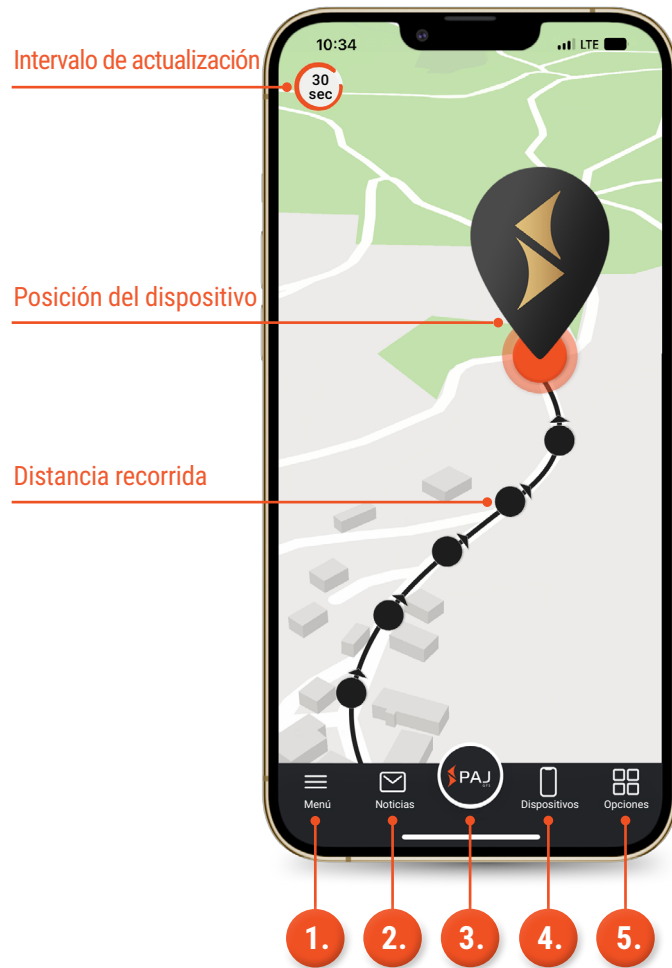 10:34
LTE
Intervalo de actualización
30
sec
Posición del dispositivo
Distancia recorrida
PAJ
Menú
Noticias
Dispositivos
Opciones
1.
2.
3.
4.
5.